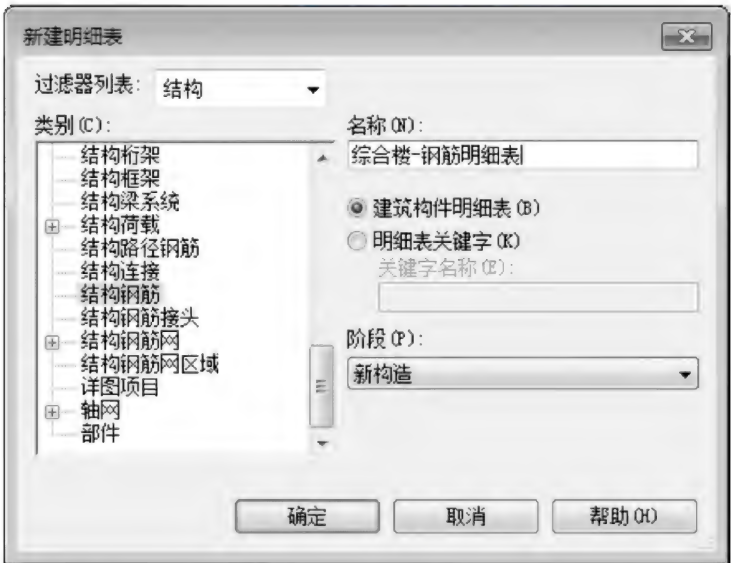 新建明细表
过滤器列表: 结构
类别(C):
结构桁架
结构框架
结构梁系统
结构荷载
结构路径钢筋
结构连接
结构钢筋
结构钢筋接头
结构钢筋网
结构钢筋网区域
详图项目
轴网
部件
名称(N):
综合楼-钢筋明细表
建筑构件明细表(B)
明细表关键字(K)
关键字名称(E):
阶段(P):
新构造
确定 取消 帮助(H)